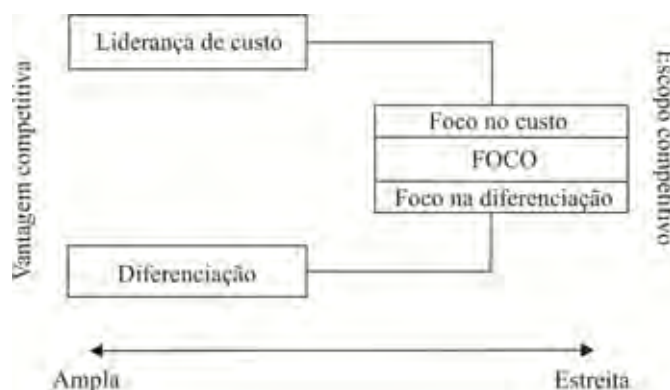 Liderança de custo
Vantagem competitiva
Escopo competitivo
Foco no custo
FOCO
Foco na diferenciação
Diferenciação
Ampla
Estreita